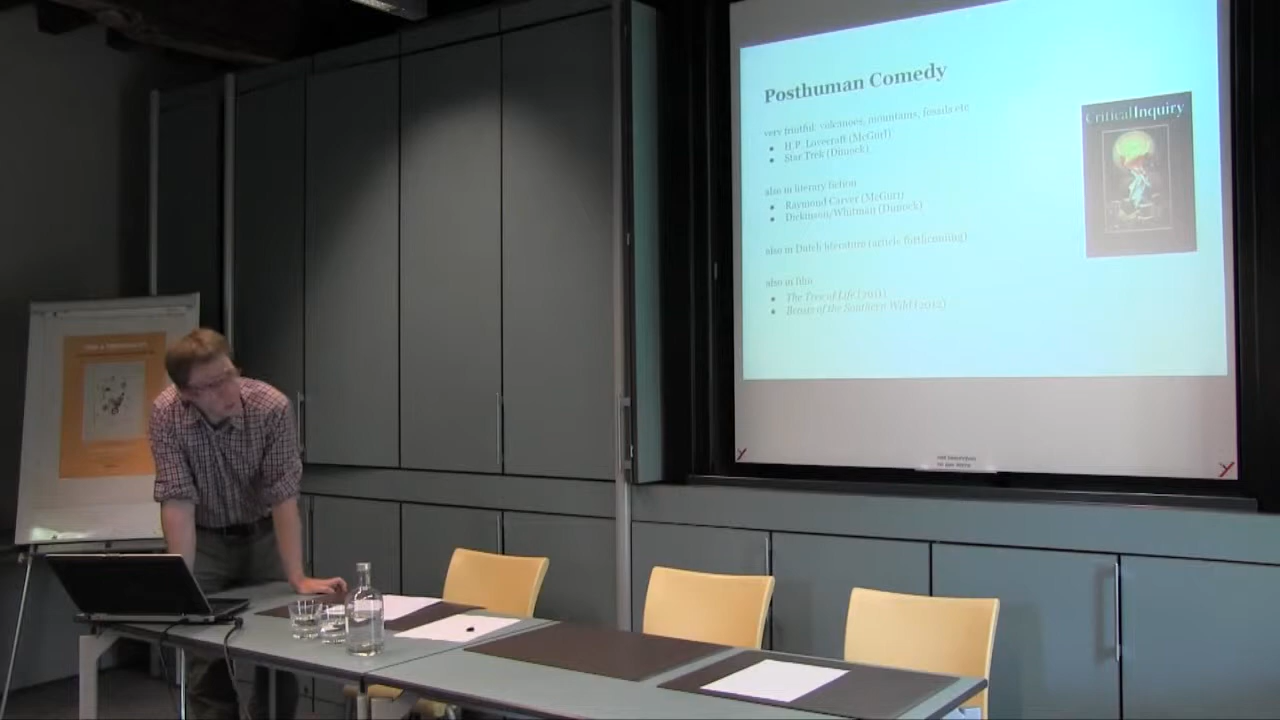 Posthuman Comedy
very fruitful: volcanoes, mountains, fossils etc
H.P. Lovecraft (McGurl)
Star Trek (Dimock)
also in literary fiction
Raymond Carver (McGurl)
Dickinson/Whitman (Dimock)
also in Dutch literature (article forthcoming)
also in film
The Tree of Life (2011)
Beasts of the Southern Wild (2012)
CriticalInquiry